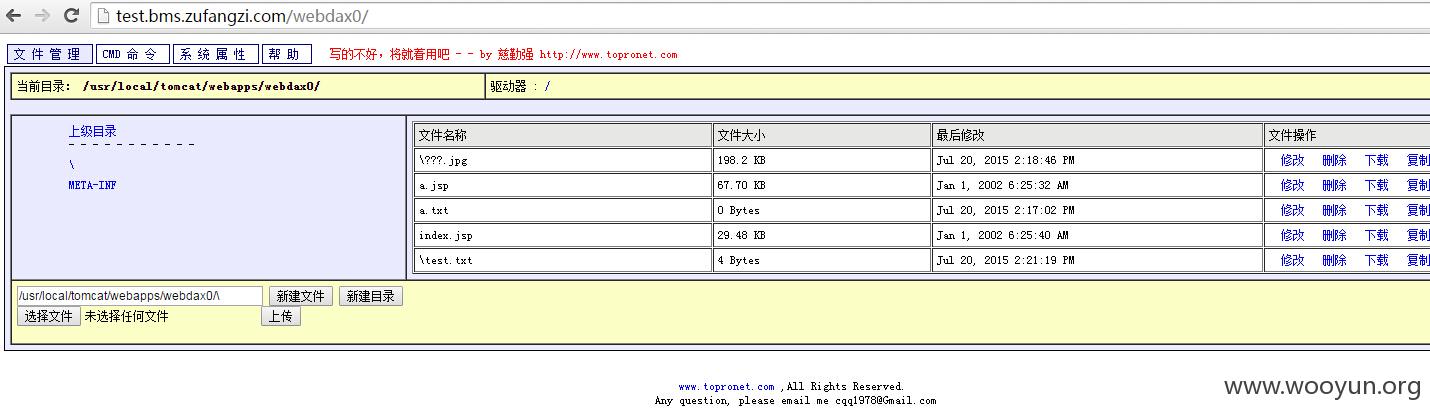 test.bms.zufangzi.com/webdax0/
文件管理 CMD 命令 系统属性 帮助 写的不好，将就着用吧 - - by 慈勤强 http://www.topronet.com
当前目录： /usr/local/tomcat/webapps/webdax0/ 驱动器 : /
上级目录
- - - - - - - - - - -
\
META-INF
文件名称 文件大小 最后修改 文件操作
\???.jpg 198.2 KB Jul 20, 2015 2:18:46 PM 修改 删除 下载 复制
a.jsp 67.70 KB Jan 1, 2002 6:25:32 AM 修改 删除 下载 复制
a.txt 0 Bytes Jul 20, 2015 2:17:02 PM 修改 删除 下载 复制
index.jsp 29.48 KB Jan 1, 2002 6:25:40 AM 修改 删除 下载 复制
\test.txt 4 Bytes Jul 20, 2015 2:21:19 PM 修改 删除 下载 复制
/usr/local/tomcat/webapps/webdax0/\ 新建文件 新建目录
选择文件 未选择任何文件 上传
www.topronet.com ,All Rights Reserved.
Any question, please email me cqq1978@Gmail.com
www.wooyun.org